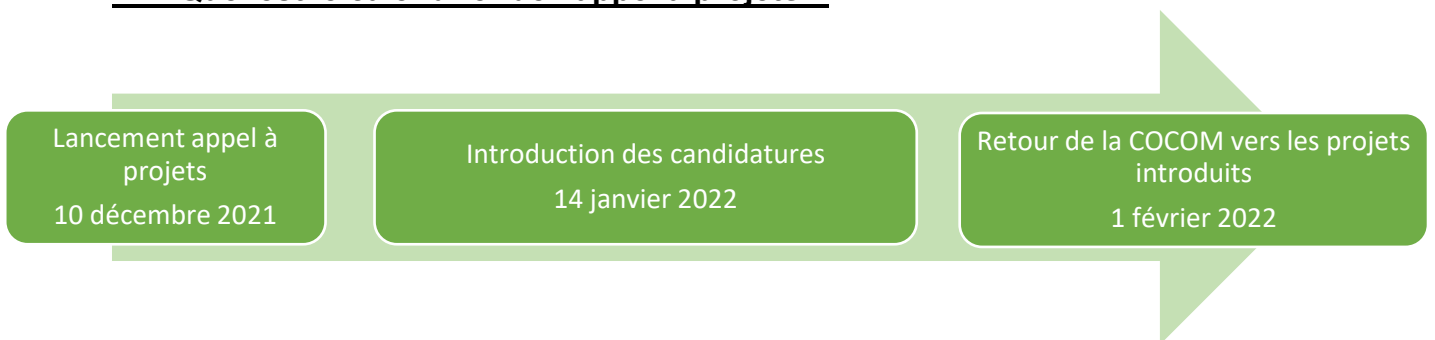 Lancement appel à
projets
10 décembre 2021
Introduction des candidatures
14 janvier 2022
Retour de la COCOM vers les projets
introduits
1 février 2022